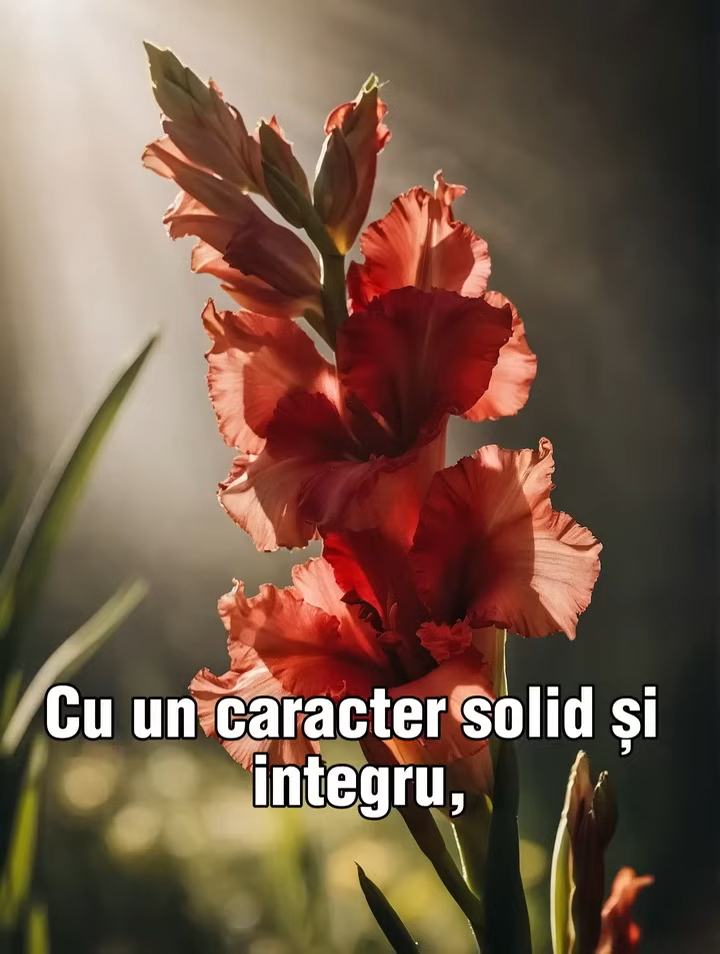 Cu un caracter solid și
integru,